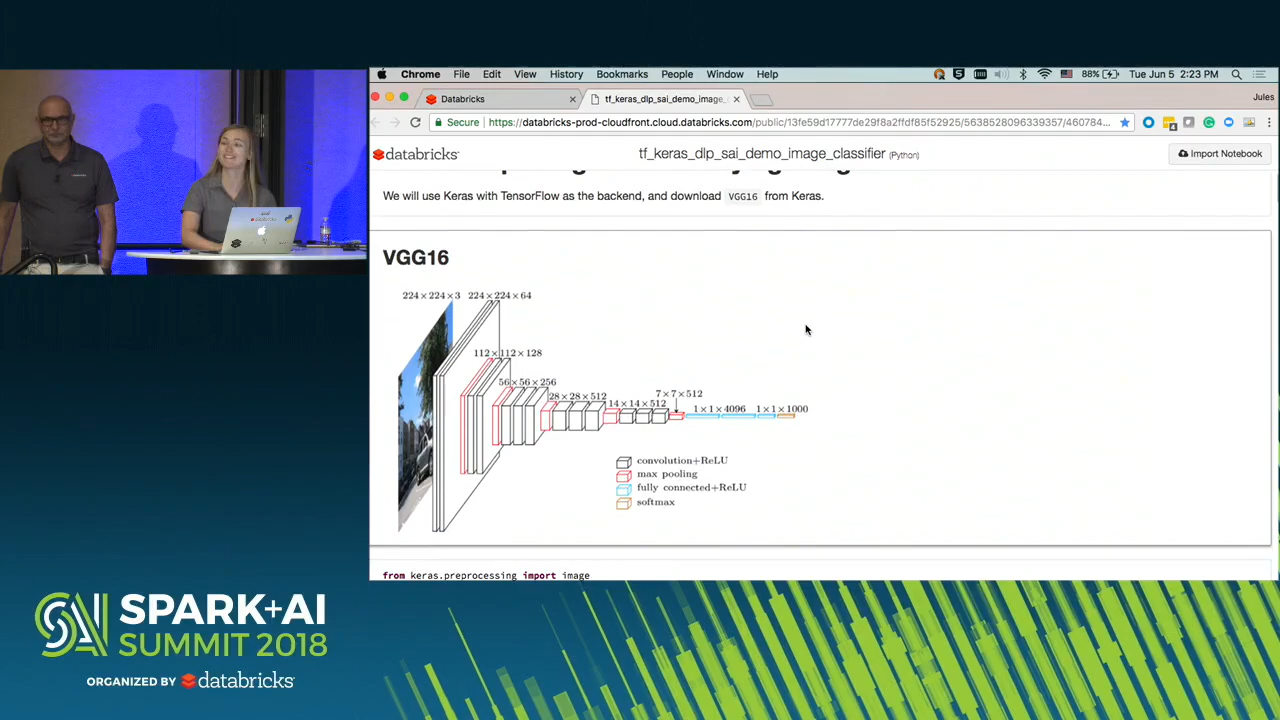 Chrome File Edit View History Bookmarks People Window Help 88% Tue Jun 5 2:23 PM
Databricks tf_keras_dlp_sai_demo_image_ Jules
Secure https://databricks-prod-cloudfront.cloud.databricks.com/public/13fe59d17777de29f8a2ffdf85f52925/5638528096339357/460784...
databricks tf_keras_dlp_sai_demo_image_classifier (Python) Import Notebook
We will use Keras with TensorFlow as the backend, and download VGG16 from Keras.
VGG16
224×224×3 224×224×64
112×112×128
56×56×256
28×28×512
14×14×512
7×7×512
1×1×4096 1×1×1000
convolution+ReLU
max pooling
fully connected+ReLU
softmax
from keras.preprocessing import image
SAI SPARK+AI
SUMMIT 2018
ORGANIZED BY databricks